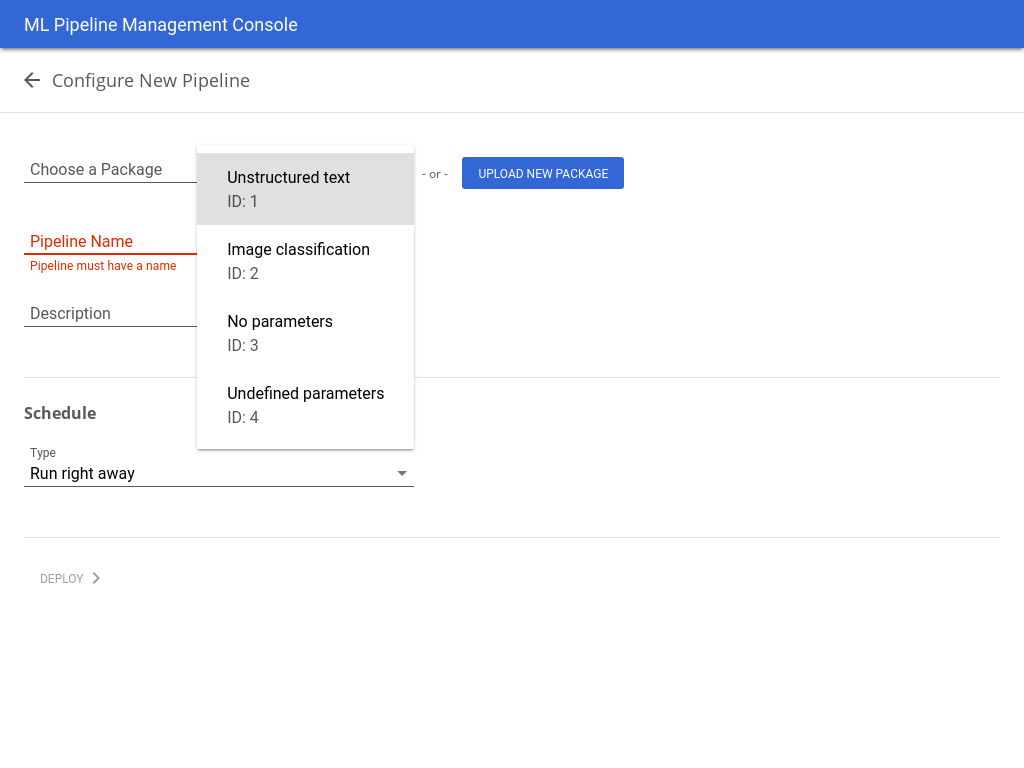 ML Pipeline Management Console
Configure New Pipeline
Choose a Package
Unstructured text
ID: 1
- or -
UPLOAD NEW PACKAGE
Pipeline Name
Pipeline must have a name
Image classification
ID: 2
Description
No parameters
ID: 3
Undefined parameters
ID: 4
Schedule
Type
Run right away
DEPLOY